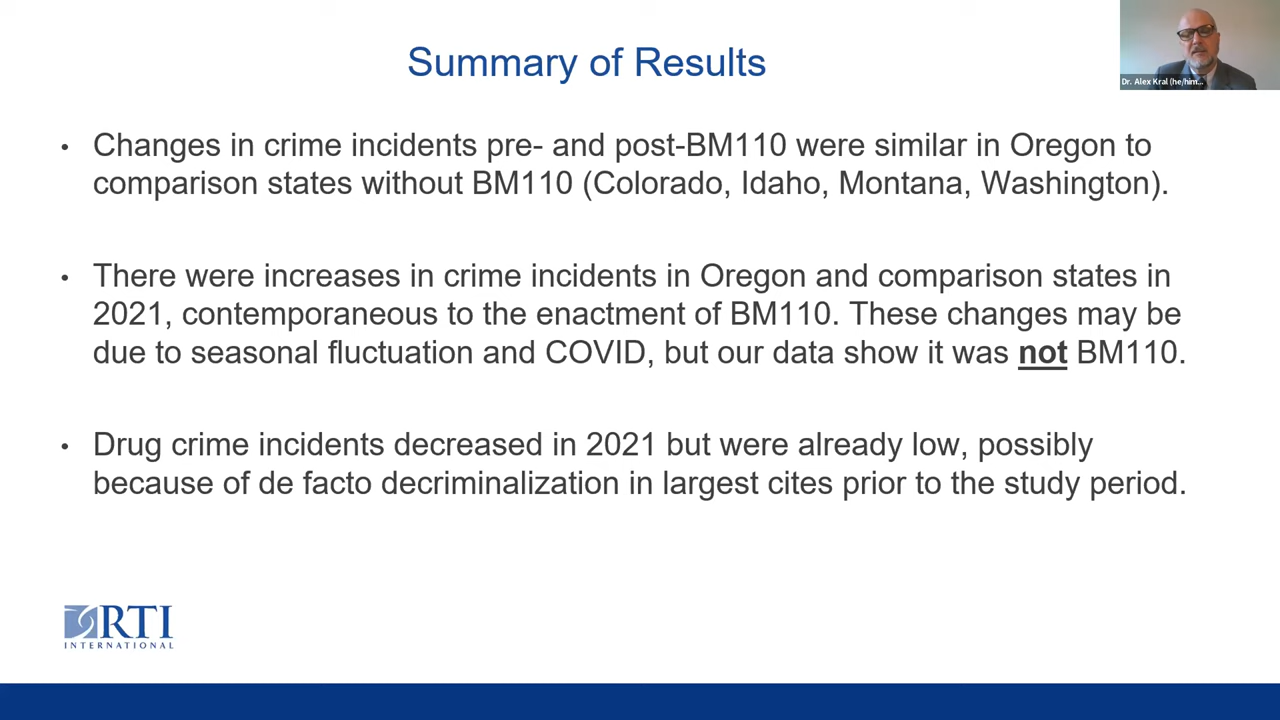 Summary of Results
Dr. Alex Kral (he/him...
• Changes in crime incidents pre- and post-BM110 were similar in Oregon to
comparison states without BM110 (Colorado, Idaho, Montana, Washington).
• There were increases in crime incidents in Oregon and comparison states in
2021, contemporaneous to the enactment of BM110. These changes may be
due to seasonal fluctuation and COVID, but our data show it was not BM110.
• Drug crime incidents decreased in 2021 but were already low, possibly
because of de facto decriminalization in largest cites prior to the study period.
RTI
INTERNATIONAL